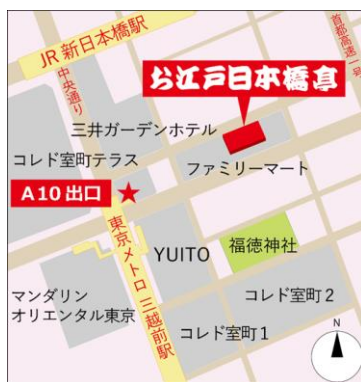 JR 新日本橋駅
首都高速一号
中央通り
お江戸日本橋亭
三井ガーデンホテル
コレド室町テラス
ファミリーマート
A10 出口
東京メトロ 三越前駅
YUITO
福徳神社
マンダリン
オリエンタル東京
コレド室町2
コレド室町1
N